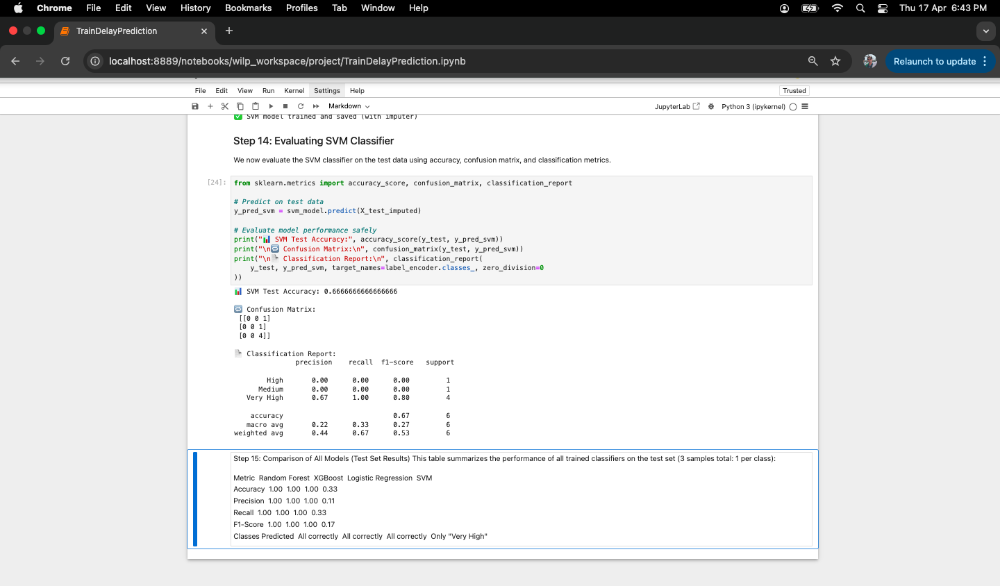 Chrome File Edit View History Bookmarks Profiles Tab Window Help Thu 17 Apr 6:43 PM
TrainDelayPrediction
localhost:8889/notebooks/wilp_workspace/project/TrainDelayPrediction.ipynb Relaunch to update
File Edit View Run Kernel Settings Help Trusted
Markdown JupyterLab Python 3 (ipykernel)
SVM model trained and saved (with imputer)
Step 14: Evaluating SVM Classifier
We now evaluate the SVM classifier on the test data using accuracy, confusion matrix, and classification metrics.
[24]: from sklearn.metrics import accuracy_score, confusion_matrix, classification_report
# Predict on test data
y_pred_svm = svm_model.predict(X_test_imputed)
# Evaluate model performance safely
print("📊 SVM Test Accuracy:", accuracy_score(y_test, y_pred_svm))
print("\n🔁 Confusion Matrix:\n", confusion_matrix(y_test, y_pred_svm))
print("\n📄 Classification Report:\n", classification_report(
y_test, y_pred_svm, target_names=label_encoder.classes_, zero_division=0
))
📊 SVM Test Accuracy: 0.6666666666666666
🔁 Confusion Matrix:
[[0 0 1]
[0 0 1]
[0 0 4]]
📄 Classification Report:
precision recall f1-score support
High 0.00 0.00 0.00 1
Medium 0.00 0.00 0.00 1
Very High 0.67 1.00 0.80 4
accuracy 0.67 6
macro avg 0.22 0.33 0.27 6
weighted avg 0.44 0.67 0.53 6
Step 15: Comparison of All Models (Test Set Results) This table summarizes the performance of all trained classifiers on the test set (3 samples total: 1 per class):
Metric Random Forest XGBoost Logistic Regression SVM
Accuracy 1.00 1.00 1.00 0.33
Precision 1.00 1.00 1.00 0.11
Recall 1.00 1.00 1.00 0.33
F1-Score 1.00 1.00 1.00 0.17
Classes Predicted All correctly All correctly All correctly Only "Very High"